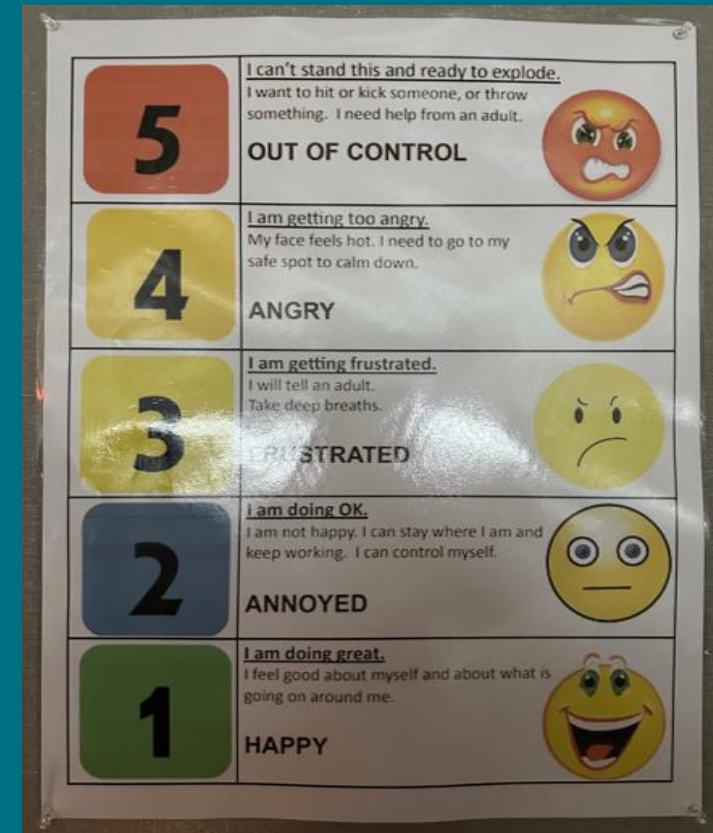 5
I can't stand this and ready to explode.
I want to hit or kick someone, or throw
something. I need help from an adult.
OUT OF CONTROL
4
I am getting too angry.
My face feels hot. I need to go to my
safe spot to calm down.
ANGRY
3
I am getting frustrated.
I will tell an adult.
Take deep breaths.
FRUSTRATED
2
I am doing OK.
I am not happy. I can stay where I am and
keep working. I can control myself.
ANNOYED
1
I am doing great.
I feel good about myself and about what is
going on around me.
HAPPY